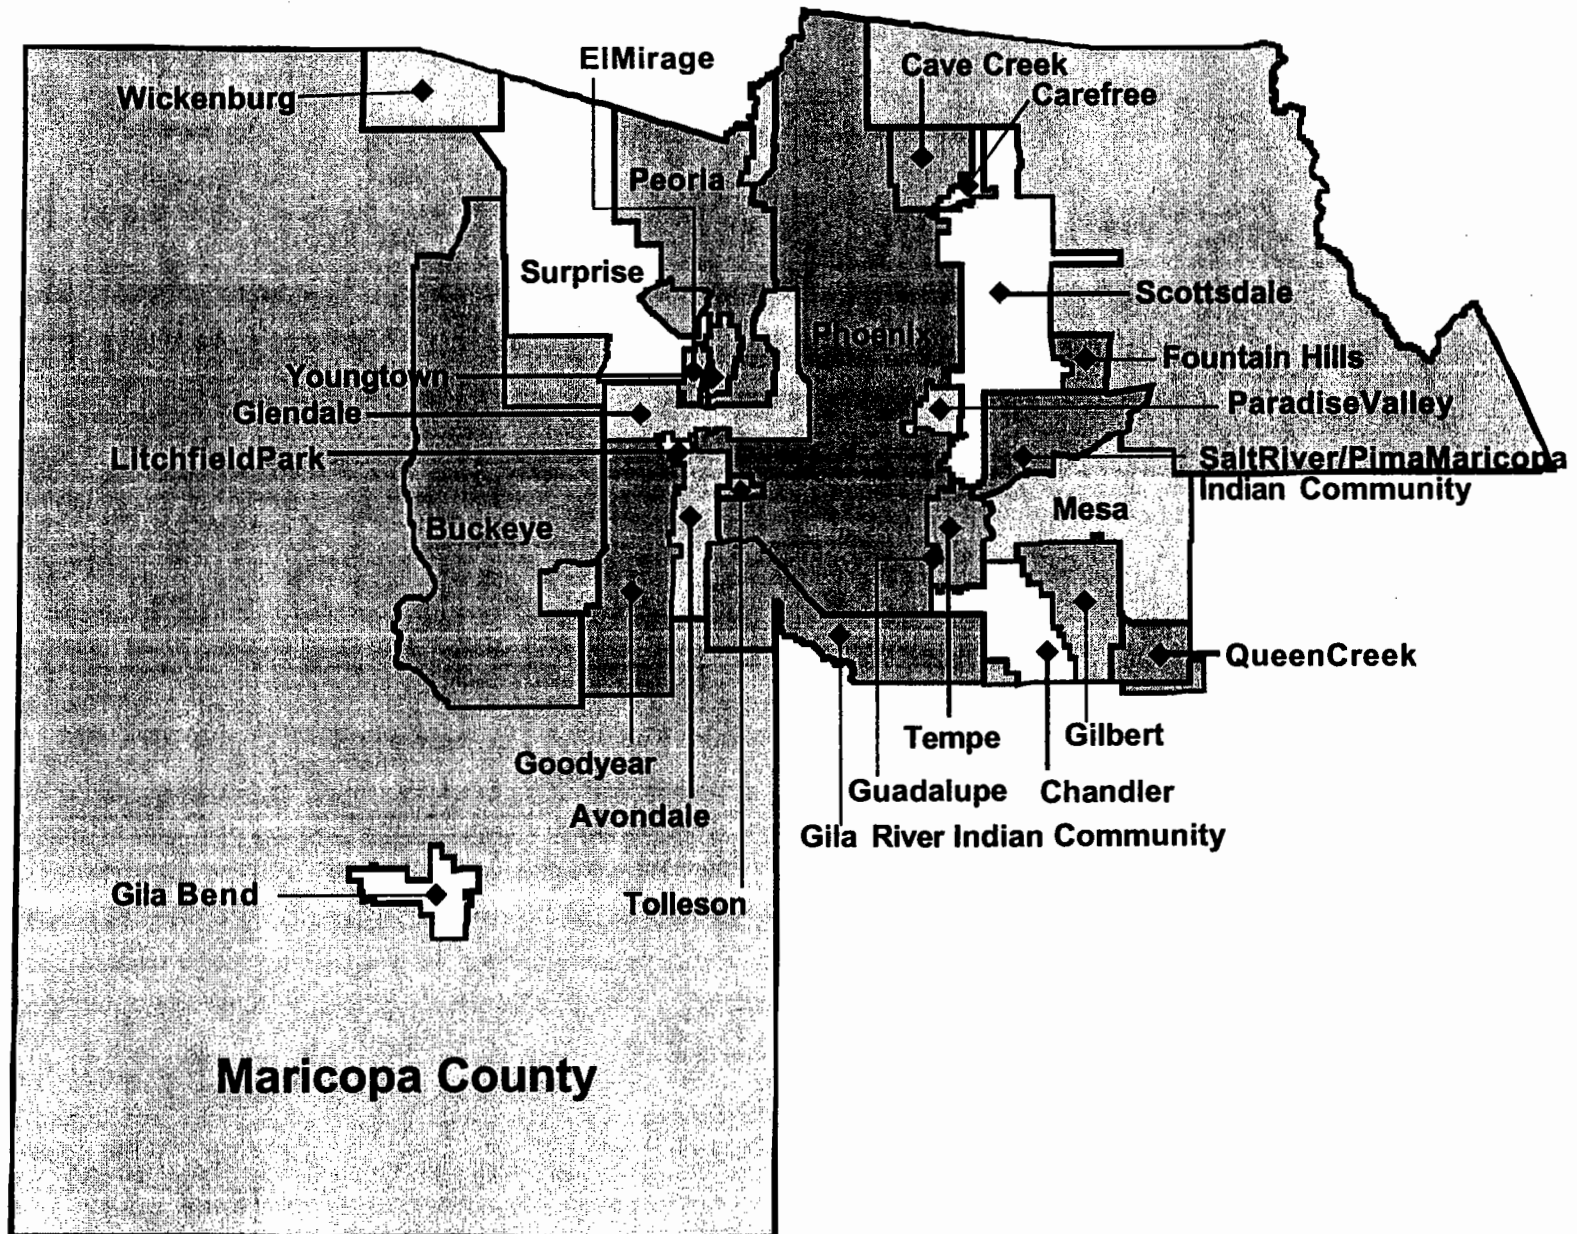 ElMirage
Cave Creek
Carefree
Wickenburg
Peoria
Surprise
Scottsdale
Phoenix
Fountain Hills
Youngtown
Glendale
ParadiseValley
LitchfieldPark
SaltRiver/PimaMaricopa
Indian Community
Mesa
Buckeye
QueenCreek
Tempe
Gilbert
Goodyear
Guadalupe
Chandler
Avondale
Gila River Indian Community
Gila Bend
Tolleson
Maricopa County